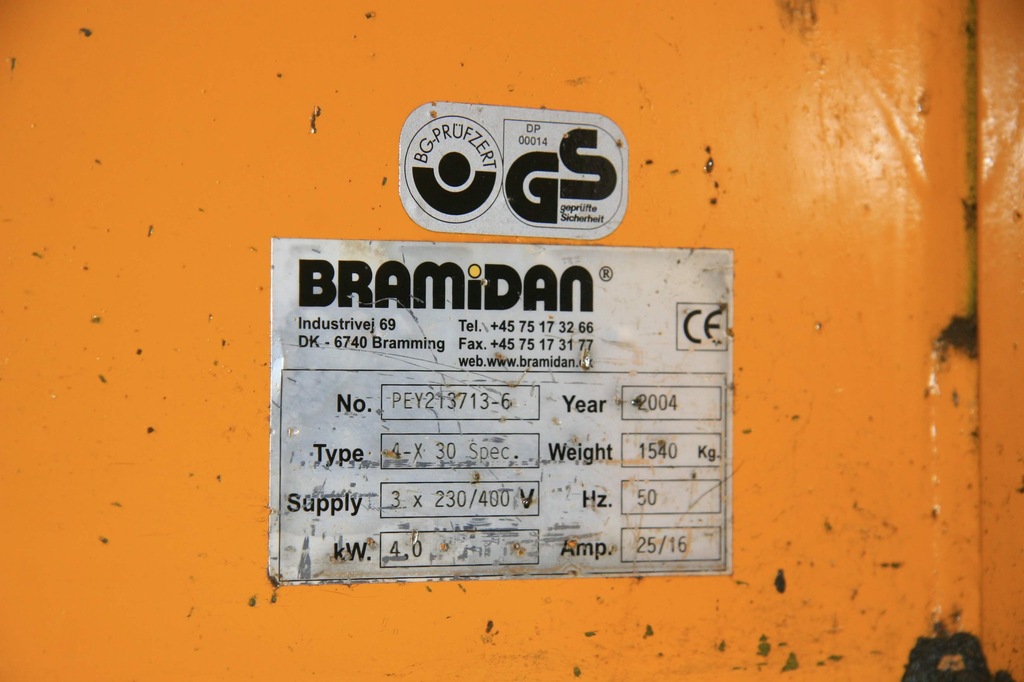 BG-PRÜFZERT
DP
00014
GS
geprüfte
Sicherheit
BRAMiDAN®
Industrivej 69
DK - 6740 Bramming
Tel. +45 75 17 32 66
Fax. +45 75 17 31 77
web.www.bramidan.
CE
No. PEY213713-6 Year 2004
Type 4-X 30 Spec. Weight 1540 Kg.
Supply 3 x 230/400 V Hz. 50
kW. 4,0 Amp. 25/16